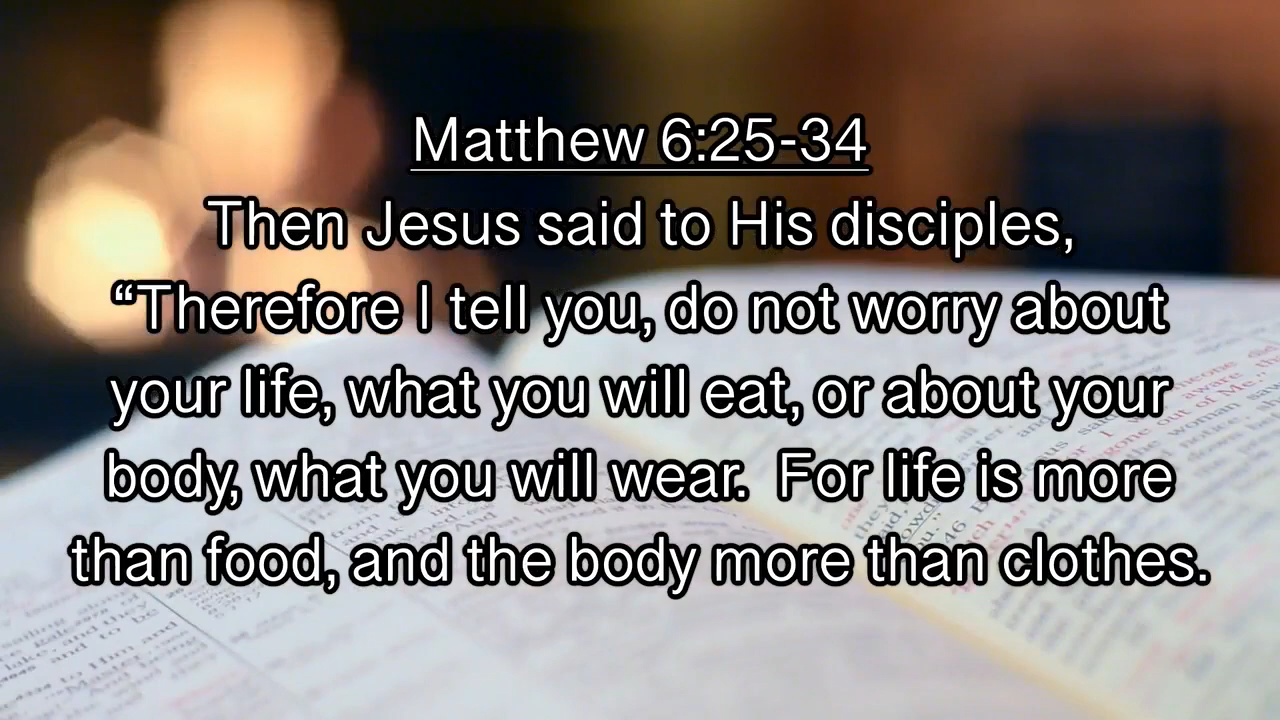 Matthew 6:25-34
Then Jesus said to His disciples,
“Therefore I tell you, do not worry about
your life, what you will eat, or about your
body, what you will wear.  For life is more
than food, and the body more than clothes.